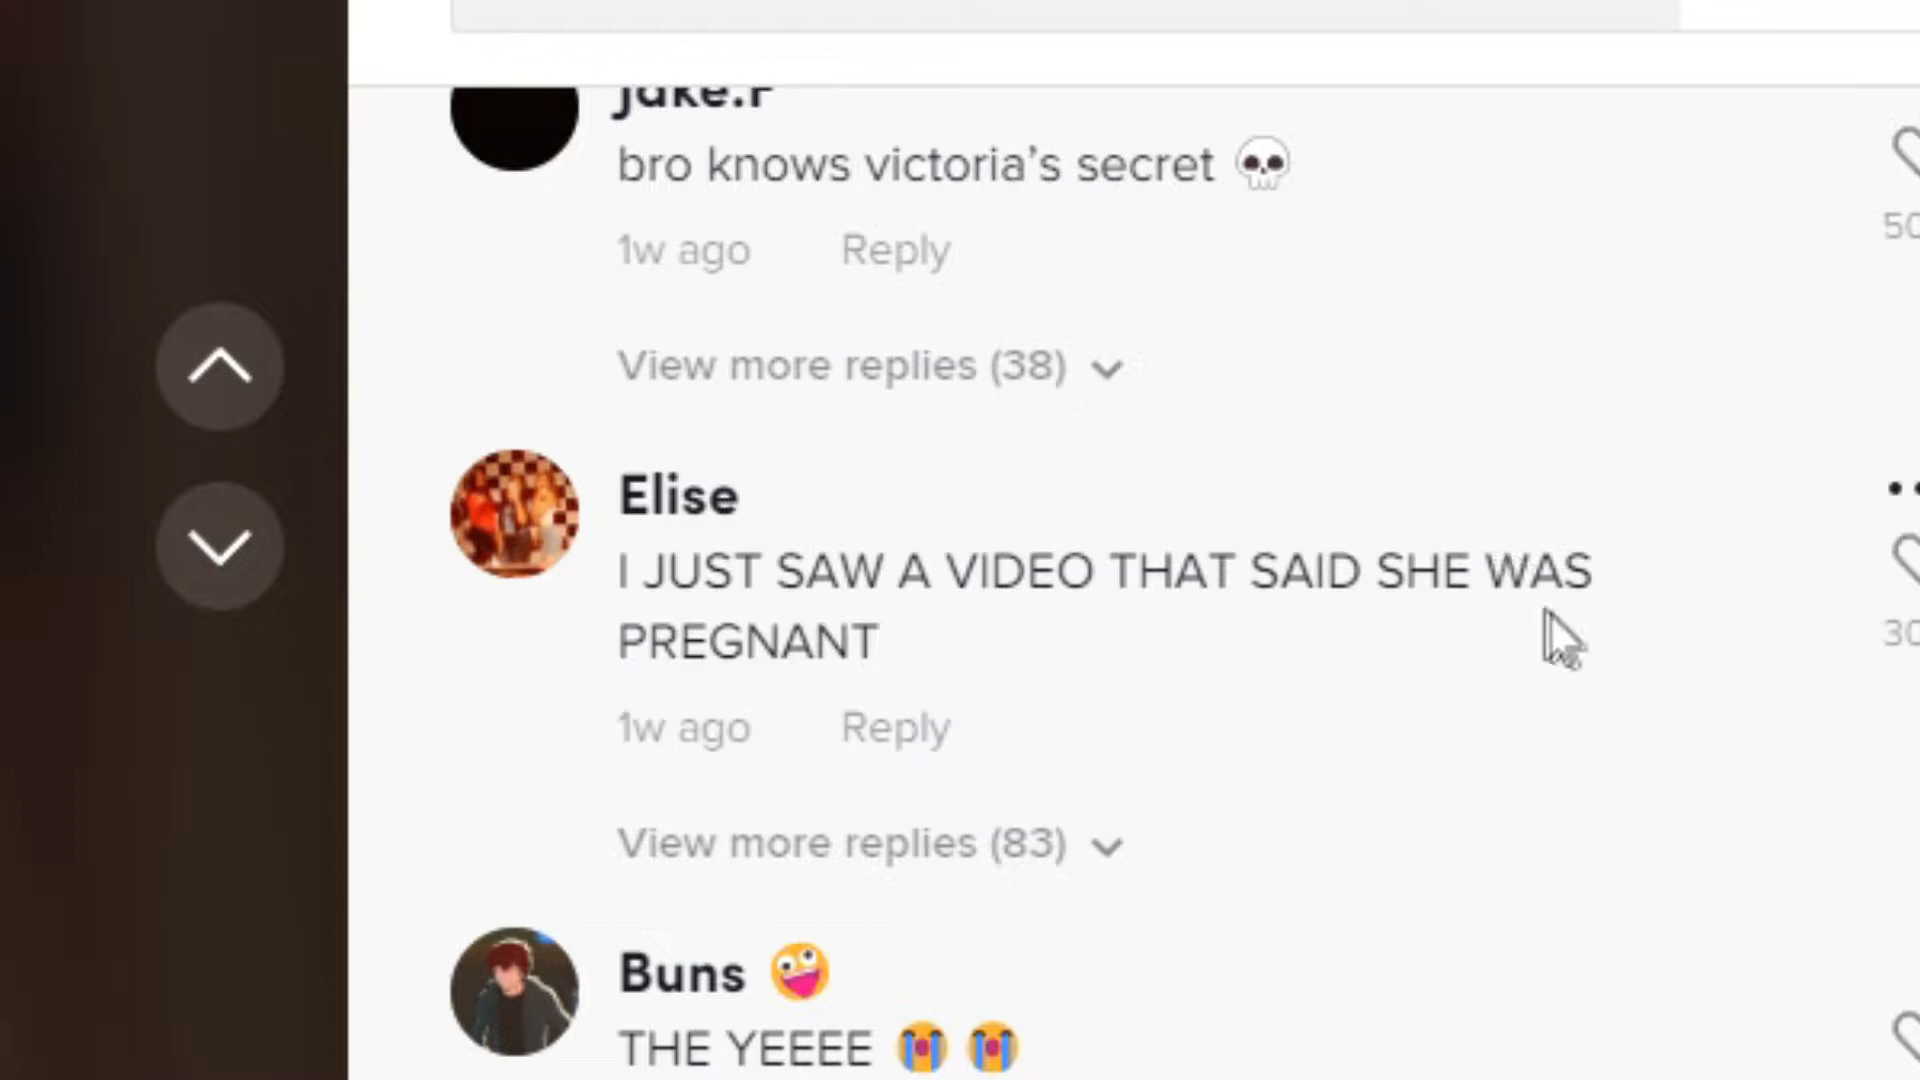 jake.F
bro knows victoria’s secret 💀
1w ago Reply
View more replies (38)
Elise
I JUST SAW A VIDEO THAT SAID SHE WAS
PREGNANT
1w ago Reply
View more replies (83)
Buns 🤪
THE YEEEE 😭 😭